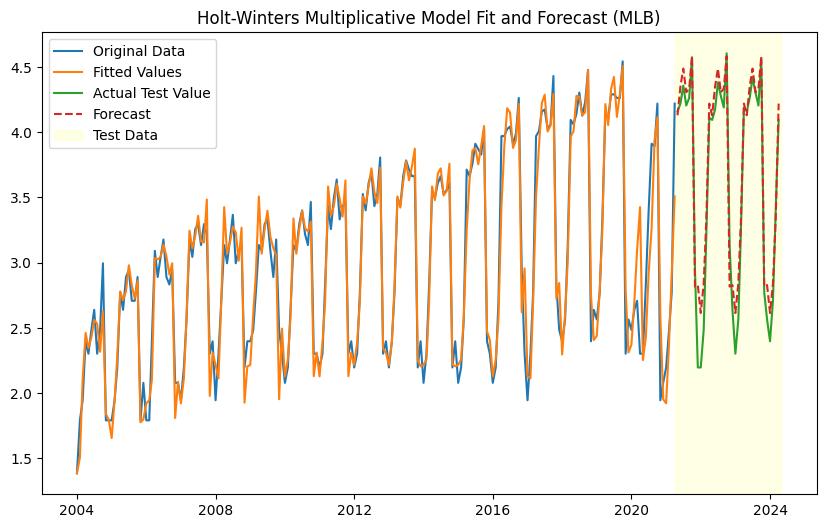 Holt-Winters Multiplicative Model Fit and Forecast (MLB)
Original Data
Fitted Values
Actual Test Value
Forecast
Test Data
4.5
4.0
3.5
3.0
2.5
2.0
1.5
2004
2008
2012
2016
2020
2024